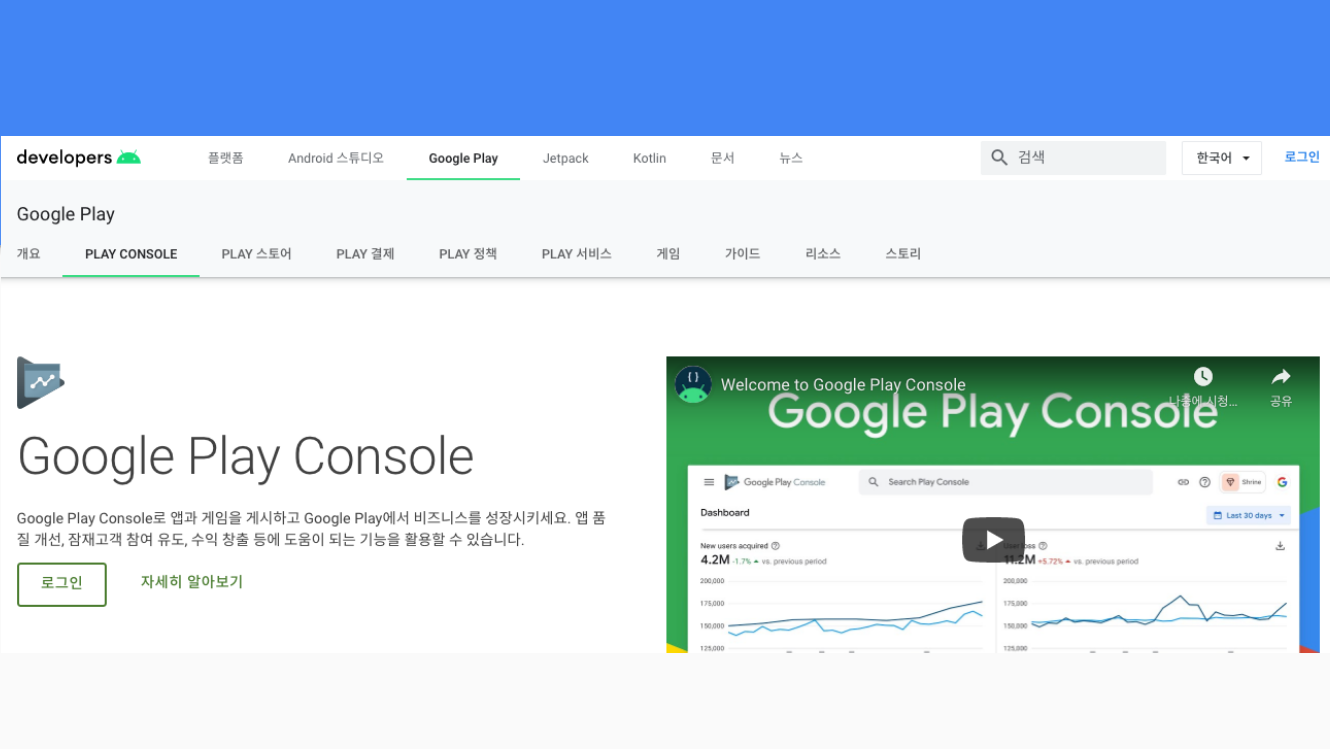 developers 플랫폼 Android 스튜디오 Google Play Jetpack Kotlin 문서 뉴스 검색 한국어 로그인
Google Play
개요 PLAY CONSOLE PLAY 스토어 PLAY 결제 PLAY 정책 PLAY 서비스 게임 가이드 리소스 스토리
Google Play Console
Google Play Console로 앱과 게임을 게시하고 Google Play에서 비즈니스를 성장시키세요. 앱 품
질 개선, 잠재고객 참여 유도, 수익 창출 등에 도움이 되는 기능을 활용할 수 있습니다.
로그인 자세히 알아보기
Welcome to Google Play Console
나중에 시청... 공유
Google Play Console
Google Play Console Search Play Console Shrine
Dashboard Last 30 days
New users acquired User loss
4.2M -1.7% vs. previous period 11.2M +5.72% vs. previous period
200,000 200,000
175,000 175,000
150,000 150,000
125,000 125,000